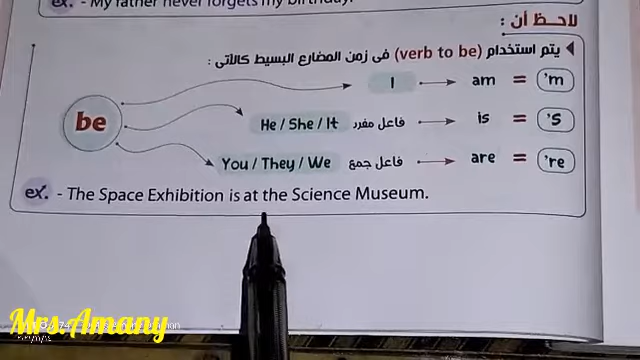 ex. - My father never forgets my birthday.
لاحظ أن :
يتم استخدام (verb to be) فى زمن المضارع البسيط كالآتى :
I → am = 'm
be
He / She / It فاعل مفرد → is = 's
You / They / We فاعل جمع → are = 're
ex. - The Space Exhibition is at the Science Museum.
Mrs.Amany